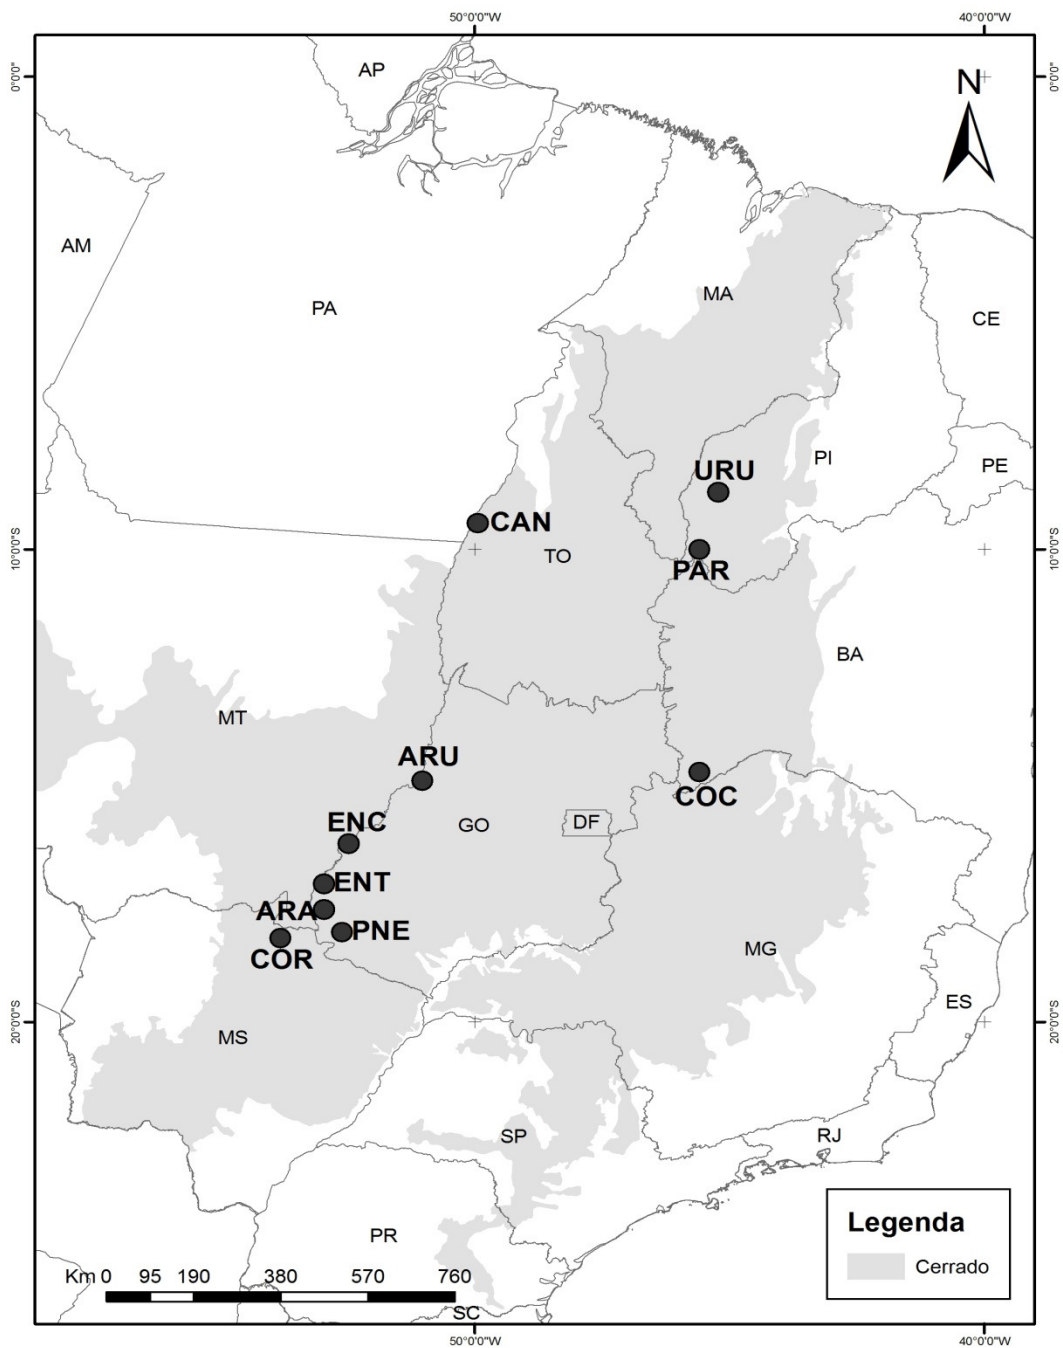 50°0'0"W 40°0'0"W
0°0'0" 0°0'0"
AP
N
AM
PA
MA
CE
PI
PE
URU
CAN
10°0'0"S 10°0'0"S
TO
PAR
BA
MT
ARU
COC
ENC
GO
DF
ENT
ARA
PNE
COR
MG
ES
20°0'0"S 20°0'0"S
MS
SP
RJ
Legenda
PR
Cerrado
Km 0 95 190 380 570 760
SC
50°0'0"W 40°0'0"W